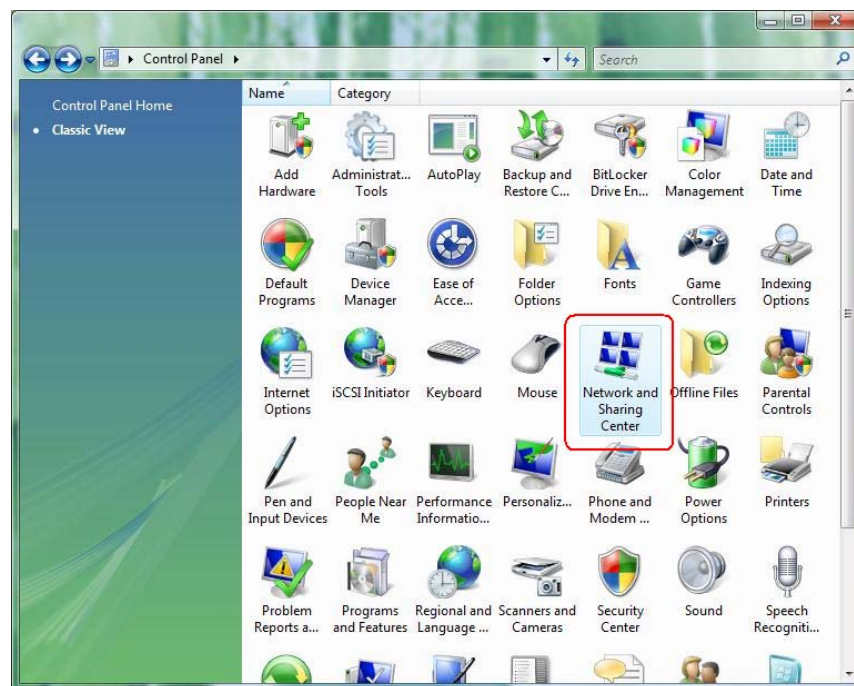 Control Panel
Search
Control Panel Home
Classic View
Name Category
Add Hardware
Administrat... Tools
AutoPlay
Backup and Restore C...
BitLocker Drive En...
Color Management
Date and Time
Default Programs
Device Manager
Ease of Acce...
Folder Options
Fonts
Game Controllers
Indexing Options
Internet Options
iSCSI Initiator
Keyboard
Mouse
Network and Sharing Center
Offline Files
Parental Controls
Pen and Input Devices
People Near Me
Performance Informatio...
Personaliz...
Phone and Modem ...
Power Options
Printers
Problem Reports a...
Programs and Features
Regional and Language ...
Scanners and Cameras
Security Center
Sound
Speech Recogniti...